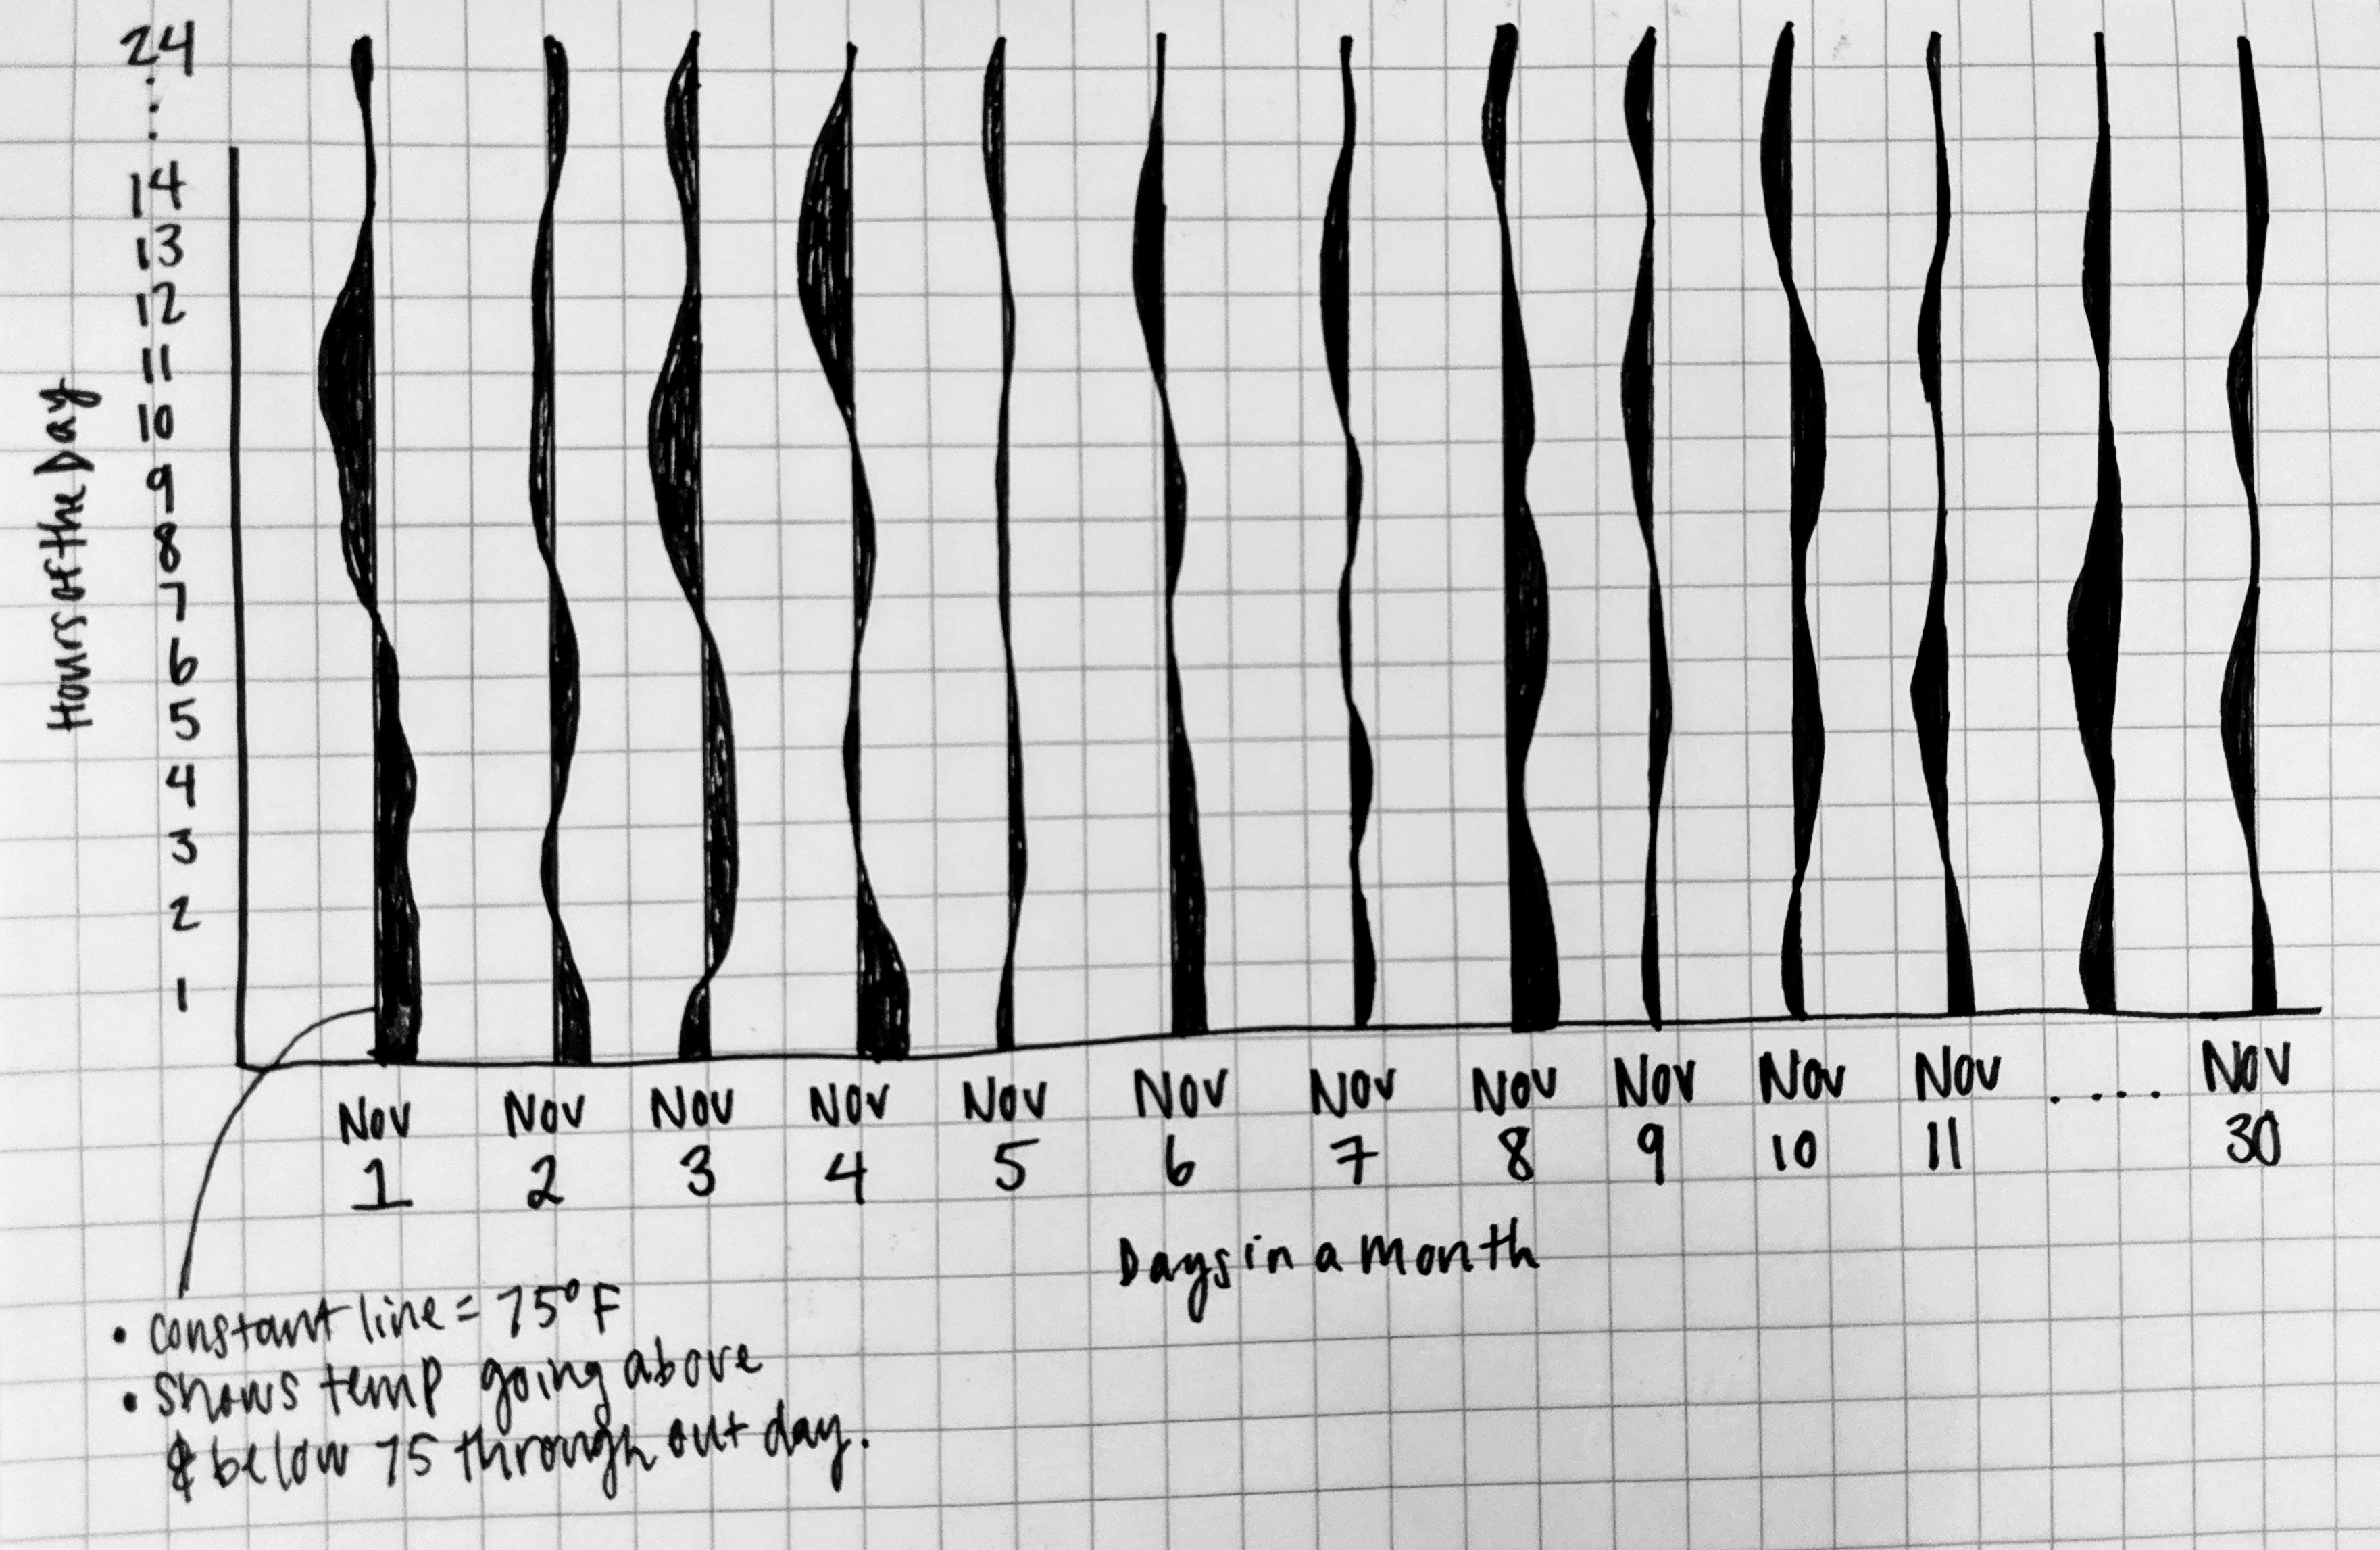 24
:
14
13
12
11
10
9
8
7
6
5
4
3
2
1
Hours of the Day
Nov Nov Nov Nov Nov Nov Nov Nov Nov Nov Nov .... Nov
1 2 3 4 5 6 7 8 9 10 11 30
Days in a month
• constant line = 75°F
• shows temp going above
& below 75 through out day.